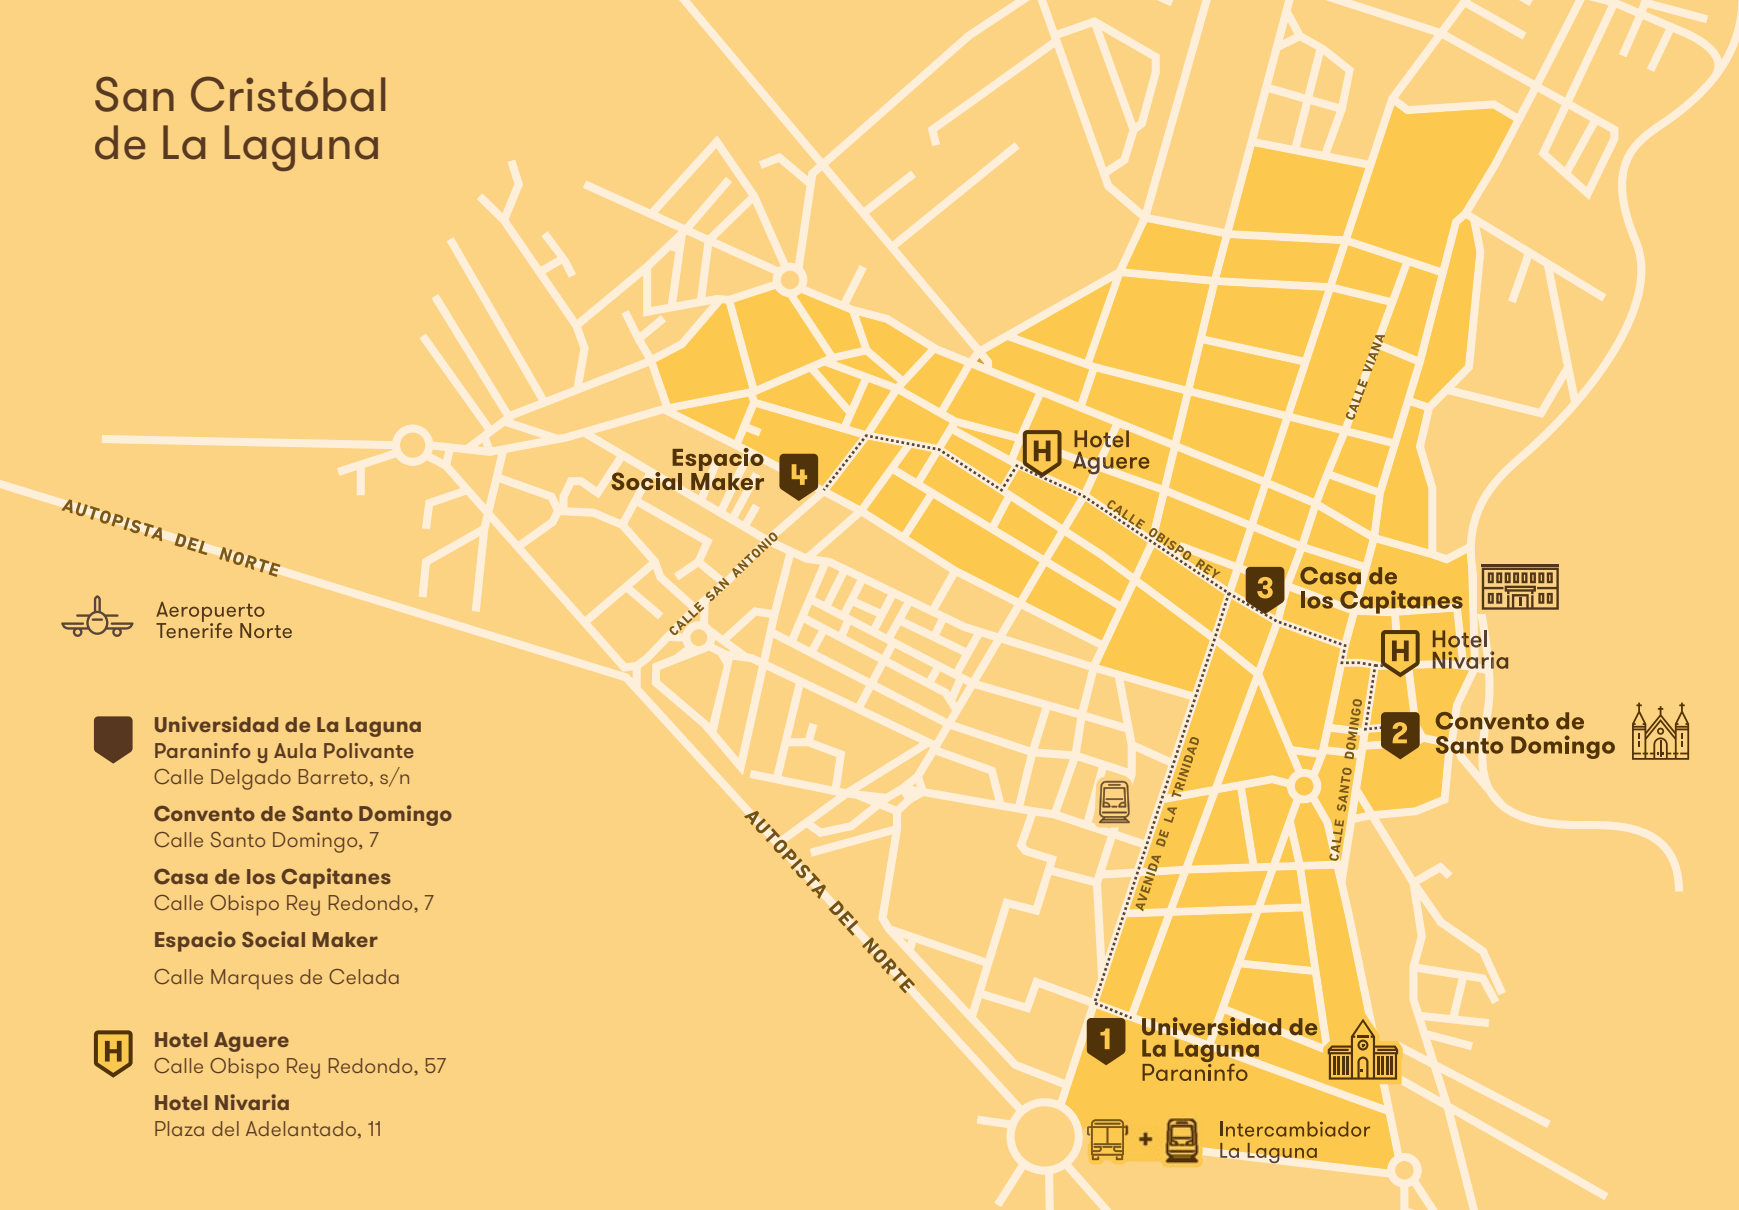 San Cristóbal
de La Laguna
CALLE VIANA
Hotel
Aguere
Espacio
Social Maker
4
H
CALLE OBISPO REY
AUTOPISTA DEL NORTE
CALLE SAN ANTONIO
3
Casa de
los Capitanes
Aeropuerto
Tenerife Norte
H
Hotel
Nivaria
2
Convento de
Santo Domingo
CALLE SANTO DOMINGO
AVENIDA DE LA TRINIDAD
AUTOPISTA DEL NORTE
Universidad de La Laguna
Paraninfo y Aula Polivante
Calle Delgado Barreto, s/n
Convento de Santo Domingo
Calle Santo Domingo, 7
Casa de los Capitanes
Calle Obispo Rey Redondo, 7
Espacio Social Maker
Calle Marques de Celada
H
Hotel Aguere
Calle Obispo Rey Redondo, 57
Hotel Nivaria
Plaza del Adelantado, 11
1
Universidad de
La Laguna
Paraninfo
+
Intercambiador
La Laguna